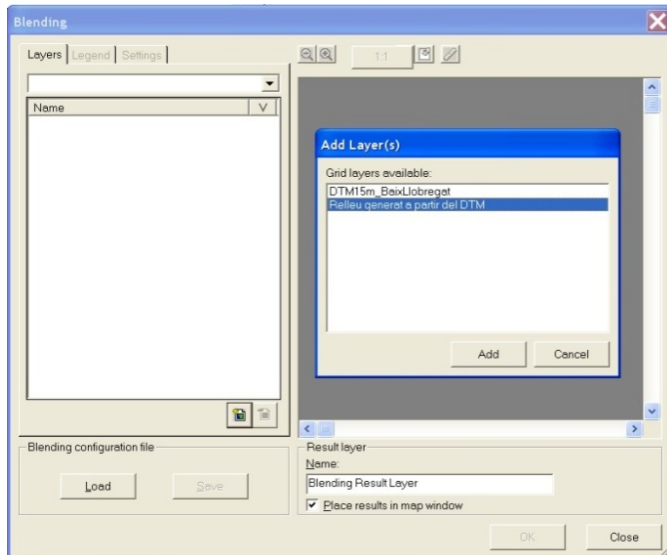 Blending
Layers Legend Settings
1:1
Name V
Add Layer(s)
Grid layers available:
DTM15m_BaixLlobregat
Relleu generat a partir del DTM
Add Cancel
Blending configuration file
Load Save
Result layer
Name:
Blending Result Layer
Place results in map window
OK Close